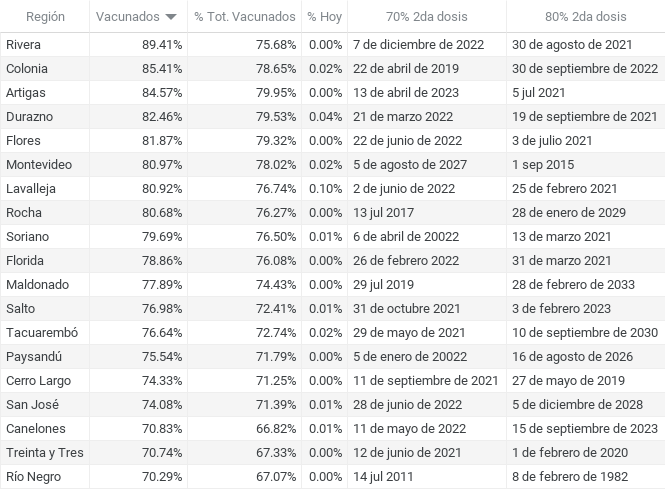 Región Vacunados % Tot. Vacunados % Hoy 70% 2da dosis 80% 2da dosis
Rivera 89.41% 75.68% 0.00% 7 de diciembre de 2022 30 de agosto de 2021
Colonia 85.41% 78.65% 0.02% 22 de abril de 2019 30 de septiembre de 2022
Artigas 84.57% 79.95% 0.00% 13 de abril de 2023 5 jul 2021
Durazno 82.46% 79.53% 0.04% 21 de marzo 2022 19 de septiembre de 2021
Flores 81.87% 79.32% 0.00% 22 de junio de 2022 3 de julio 2021
Montevideo 80.97% 78.02% 0.02% 5 de agosto de 2027 1 sep 2015
Lavalleja 80.92% 76.74% 0.10% 2 de junio de 2022 25 de febrero 2021
Rocha 80.68% 76.27% 0.00% 13 jul 2017 28 de enero de 2029
Soriano 79.69% 76.50% 0.01% 6 de abril de 20022 13 de marzo 2021
Florida 78.86% 76.08% 0.00% 26 de febrero 2022 31 de marzo 2021
Maldonado 77.89% 74.43% 0.00% 29 jul 2019 28 de febrero de 2033
Salto 76.98% 72.41% 0.01% 31 de octubre 2021 3 de febrero 2023
Tacuarembó 76.64% 72.74% 0.02% 29 de mayo de 2021 10 de septiembre de 2030
Paysandú 75.54% 71.79% 0.00% 5 de enero de 20022 16 de agosto de 2026
Cerro Largo 74.33% 71.25% 0.00% 11 de septiembre de 2021 27 de mayo de 2019
San José 74.08% 71.39% 0.01% 28 de junio de 2022 5 de diciembre de 2028
Canelones 70.83% 66.82% 0.01% 11 de mayo de 2022 15 de septiembre de 2023
Treinta y Tres 70.74% 67.33% 0.00% 12 de junio de 2021 1 de febrero de 2020
Río Negro 70.29% 67.07% 0.00% 14 jul 2011 8 de febrero de 1982